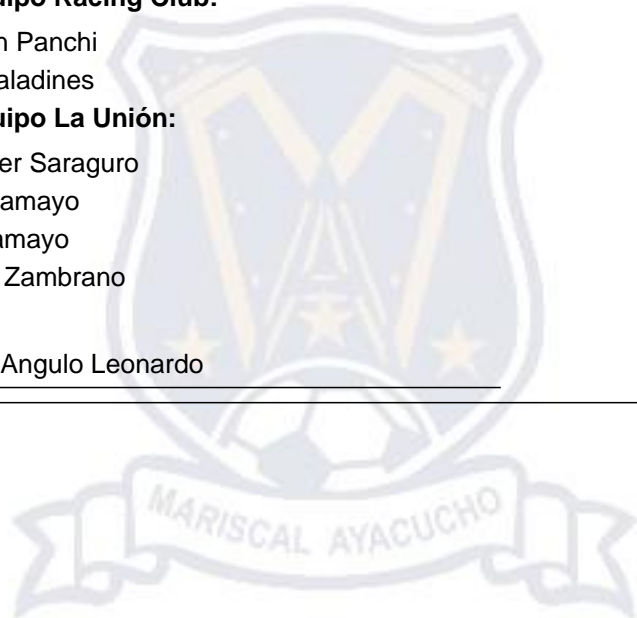 uipo Racing Club:
n Panchi
aladines
uipo La Unión:
er Saraguro
amayo
amayo
Zambrano
Angulo Leonardo
MARISCAL AYACUCHO